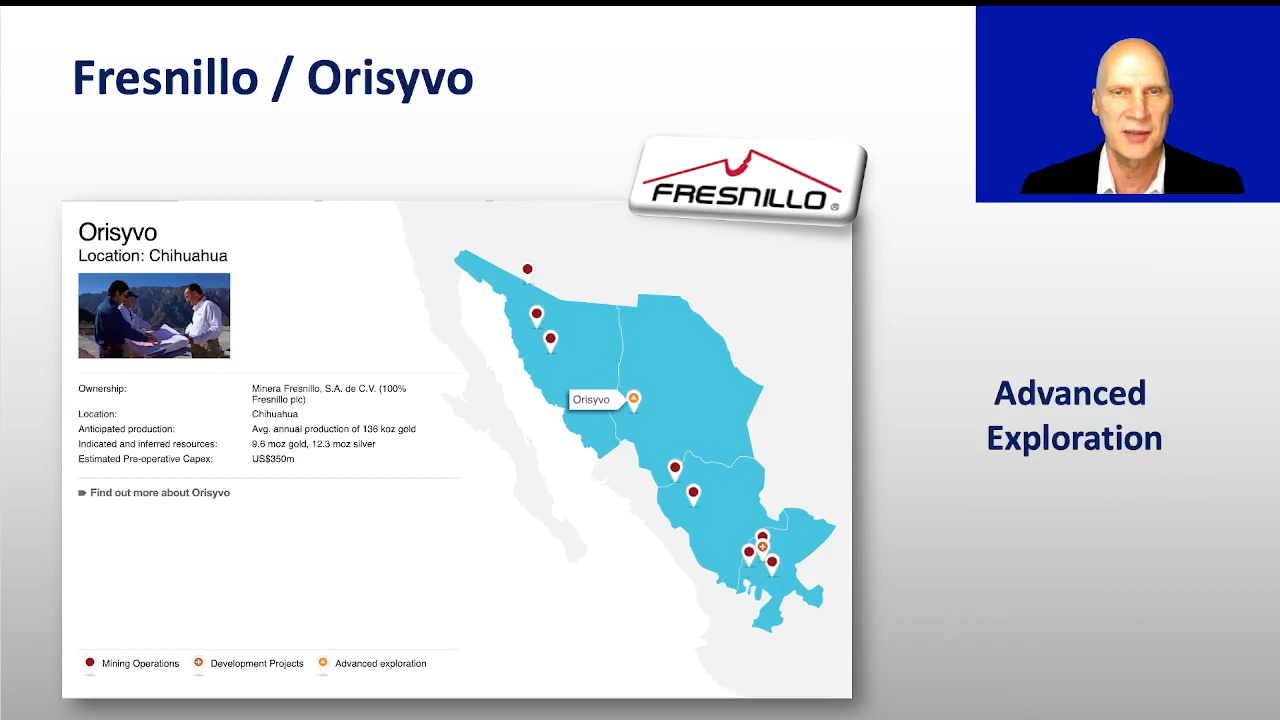 Fresnillo / Orisyvo
FRESNILLO ®
Orisyvo
Location: Chihuahua
Ownership: Minera Fresnillo, S.A. de C.V. (100%
Fresnillo plc)
Location: Chihuahua
Anticipated production: Avg. annual production of 136 koz gold
Indicated and inferred resources: 9.6 moz gold, 12.3 moz silver
Estimated Pre-operative Capex: US$350m
Find out more about Orisyvo
Orisyvo
Mining Operations Development Projects Advanced exploration
Advanced
Exploration